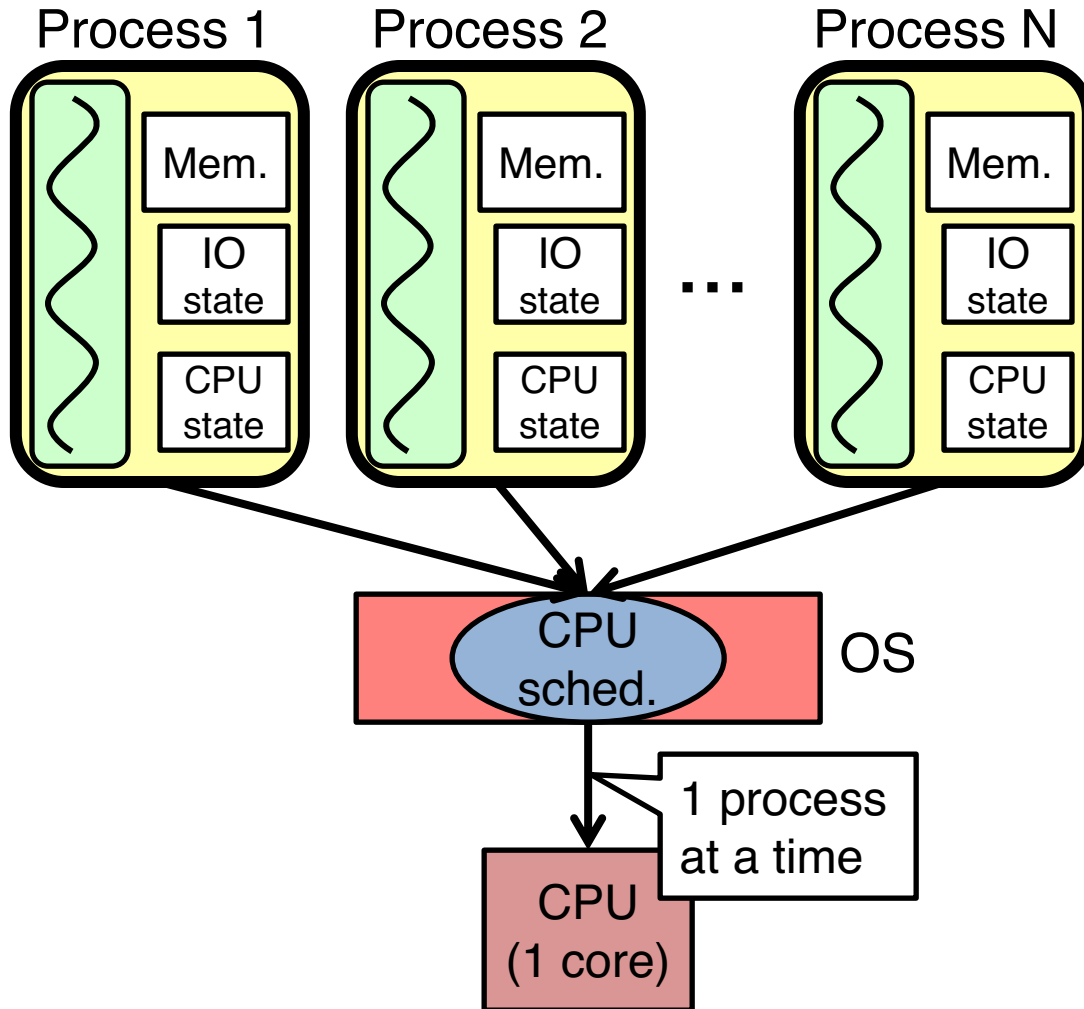 Process 1
Process 2
Process N
Mem.
IO
state
CPU
state
Mem.
IO
state
CPU
state
...
Mem.
IO
state
CPU
state
CPU
sched.
OS
1 process
at a time
CPU
(1 core)